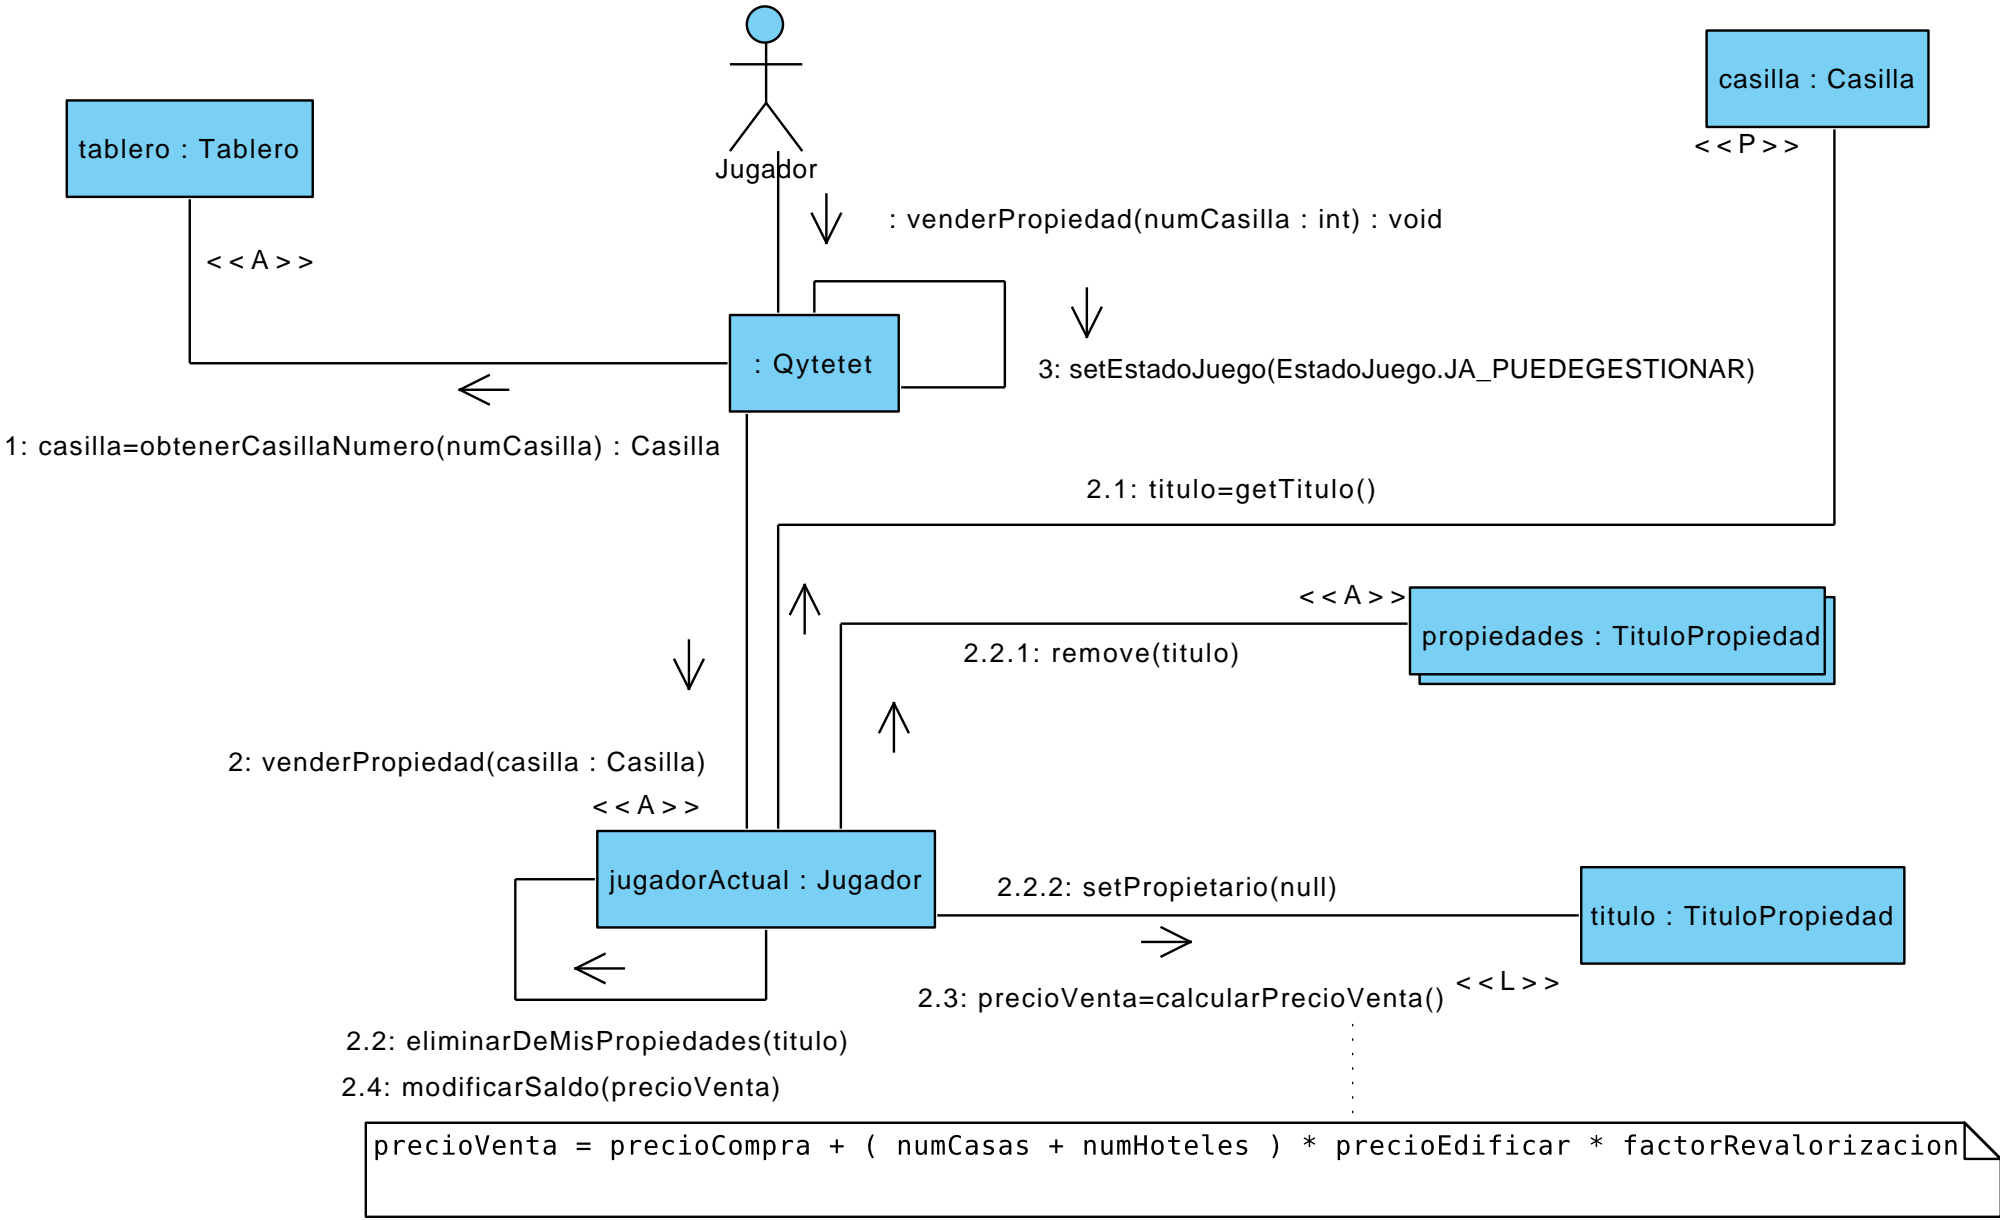 casilla : Casilla
<<P>>
tablero : Tablero
Jugador
: venderPropiedad(numCasilla : int) : void
<<A>>
: Qytetet
3: setEstadoJuego(EstadoJuego.JA_PUEDEGESTIONAR)
1: casilla=obtenerCasillaNumero(numCasilla) : Casilla
2.1: titulo=getTitulo()
<<A>>
propiedades : TituloPropiedad
2.2.1: remove(titulo)
2: venderPropiedad(casilla : Casilla)
<<A>>
jugadorActual : Jugador
2.2.2: setPropietario(null)
titulo : TituloPropiedad
<<L>>
2.3: precioVenta=calcularPrecioVenta()
2.2: eliminarDeMisPropiedades(titulo)
2.4: modificarSaldo(precioVenta)
precioVenta = precioCompra + ( numCasas + numHoteles ) * precioEdificar * factorRevalorizacion